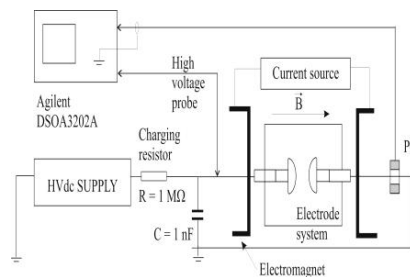 High
voltage
probe
Current source
B
Agilent
DSOA3202A
Charging
resistor
HVdc SUPPLY
R = 1 MΩ
C = 1 nF
Electrode
system
Electromagnet
P